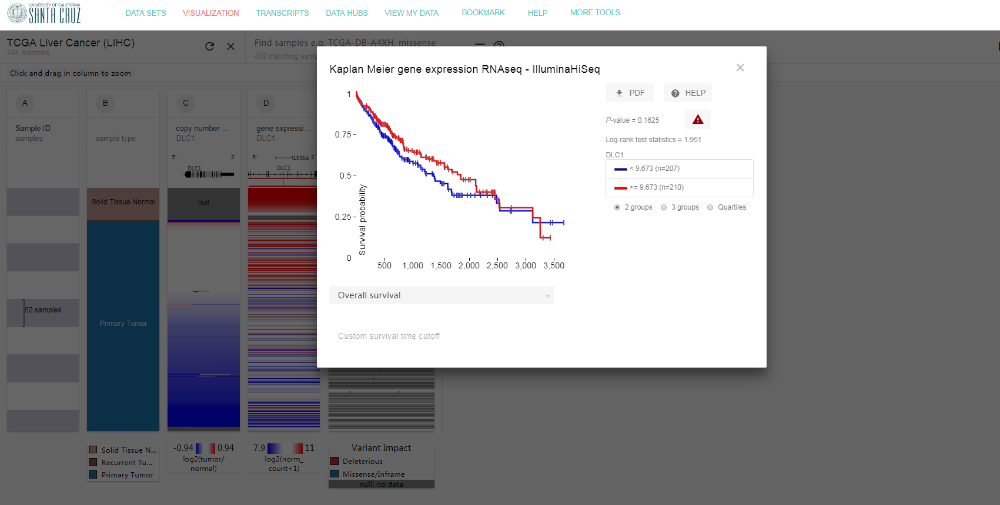 UNIVERSITY OF CALIFORNIA
SANTA CRUZ
DATA SETS
VISUALIZATION
TRANSCRIPTS
DATA HUBS
VIEW MY DATA
BOOKMARK
HELP
MORE TOOLS
TCGA Liver Cancer (LIHC)
438 Samples
Find samples e.g. TCGA-DB-A4XH, missense
438 matching samp
Click and drag in column to zoom
A
B
C
D
Sample ID
samples
sample type
copy number ...
DLC1
gene expressi...
DLC1
5'
3'
DLC1
5'
100kb
3'
DLC1
Solid Tissue Normal
null
50 samples
Primary Tumor
Solid Tissue N...
Recurrent Tu...
Primary Tumor
-0.94
0.94
log2(tumor/
normal)
7.9
11
log2(norm_
count+1)
Variant Impact
Deleterious
Missense/Inframe
null: no data
Kaplan Meier gene expression RNAseq - IlluminaHiSeq
1
0.75
0.5
0.25
0
Survival probability
500
1,000
1,500
2,000
2,500
3,000
3,500
PDF
HELP
P-value = 0.1625
Log-rank test statistics = 1.951
DLC1
< 9.673 (n=207)
>= 9.673 (n=210)
2 groups
3 groups
Quartiles
Overall survival
Custom survival time cutoff